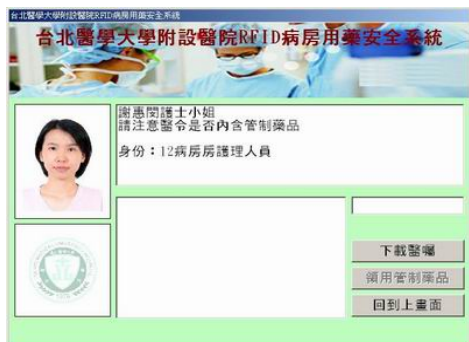 台北醫學大學附設醫院RFID病房用藥安全系統
台北醫學大學附設醫院RFID病房用藥安全系統
謝惠閔護士小姐
請注意醫令是否內含管制藥品
身份：12病房房護理人員
下載醫囑
領用管制藥品
回到上畫面